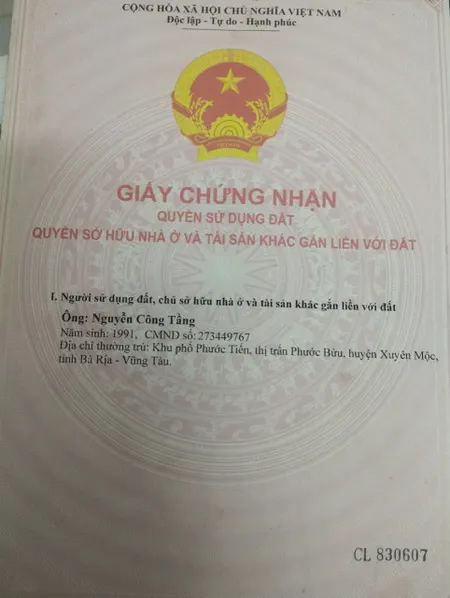 CỘNG HÒA XÃ HỘI CHỦ NGHĨA VIỆT NAM
Độc lập - Tự do - Hạnh phúc
GIẤY CHỨNG NHẬN
QUYỀN SỬ DỤNG ĐẤT
QUYỀN SỞ HỮU NHÀ Ở VÀ TÀI SẢN KHÁC GẮN LIỀN VỚI ĐẤT
I. Người sử dụng đất, chủ sở hữu nhà ở và tài sản khác gắn liền với đất
Ông: Nguyễn Công Tầng
Năm sinh: 1991, CMND số: 273449767
Địa chỉ thường trú: Khu phố Phước Tiến, thị trấn Phước Bửu, huyện Xuyên Mộc,
tỉnh Bà Rịa - Vũng Tàu.
CL 830607